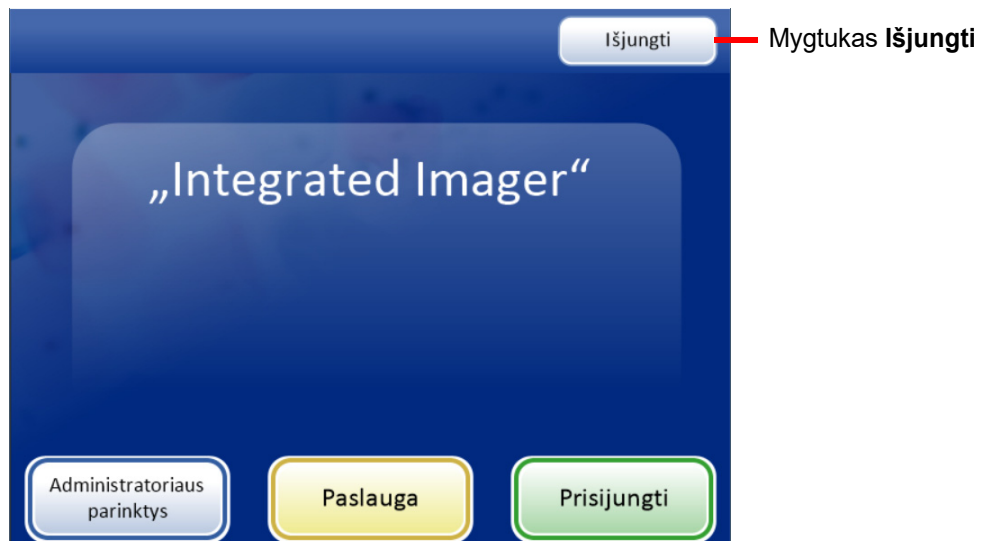 Išjungti
Mygtukas Išjungti
„Integrated Imager“
Administratoriaus
parinktys
Paslauga
Prisijungti